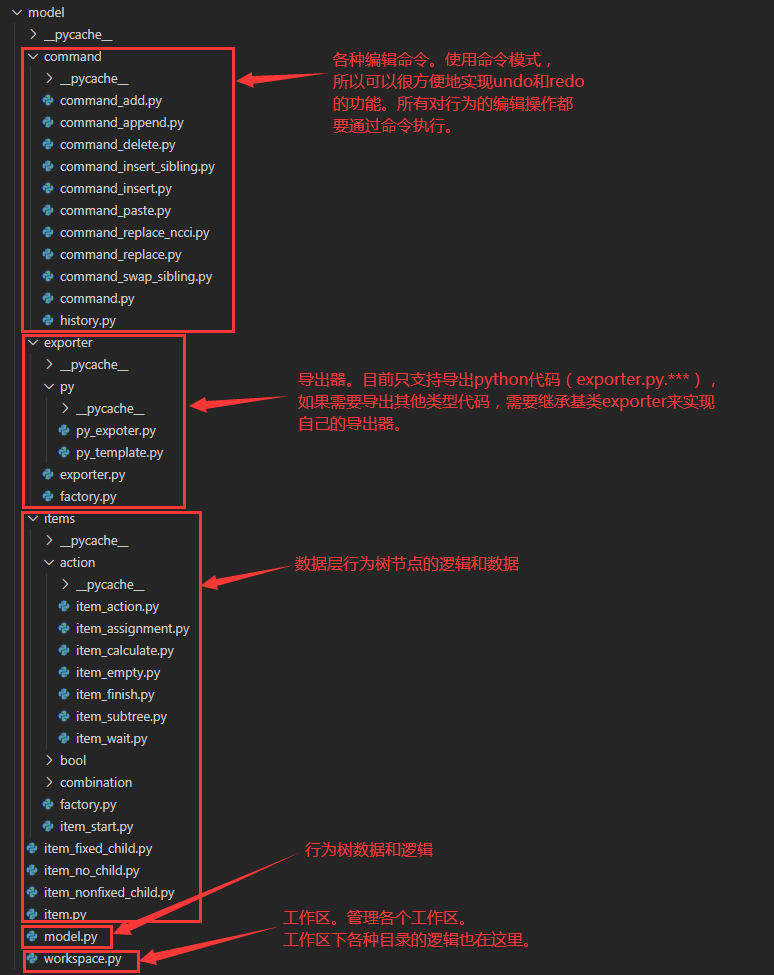 model
__pycache__
command
各种编辑命令。使用命令模式，
所以可以很方便地实现undo和redo
的功能。所有对行为的编辑操作都
要通过命令执行。
__pycache__
command_add.py
command_append.py
command_delete.py
command_insert_sibling.py
command_insert.py
command_paste.py
command_replace_ncci.py
command_replace.py
command_swap_sibling.py
command.py
history.py
exporter
__pycache__
py
导出器。目前只支持导出python代码（exporter.py.***），
如果需要导出其他类型代码，需要继承基类exporter来实现
自己的导出器。
__pycache__
py_expoter.py
py_template.py
exporter.py
factory.py
items
__pycache__
action
数据层行为树节点的逻辑和数据
__pycache__
item_action.py
item_assignment.py
item_calculate.py
item_empty.py
item_finish.py
item_subtree.py
item_wait.py
bool
combination
factory.py
item_start.py
item_fixed_child.py
行为树数据和逻辑
item_no_child.py
item_nonfixed_child.py
item.py
工作区。管理各个工作区。
工作区下各种目录的逻辑也在这里。
model.py
workspace.py